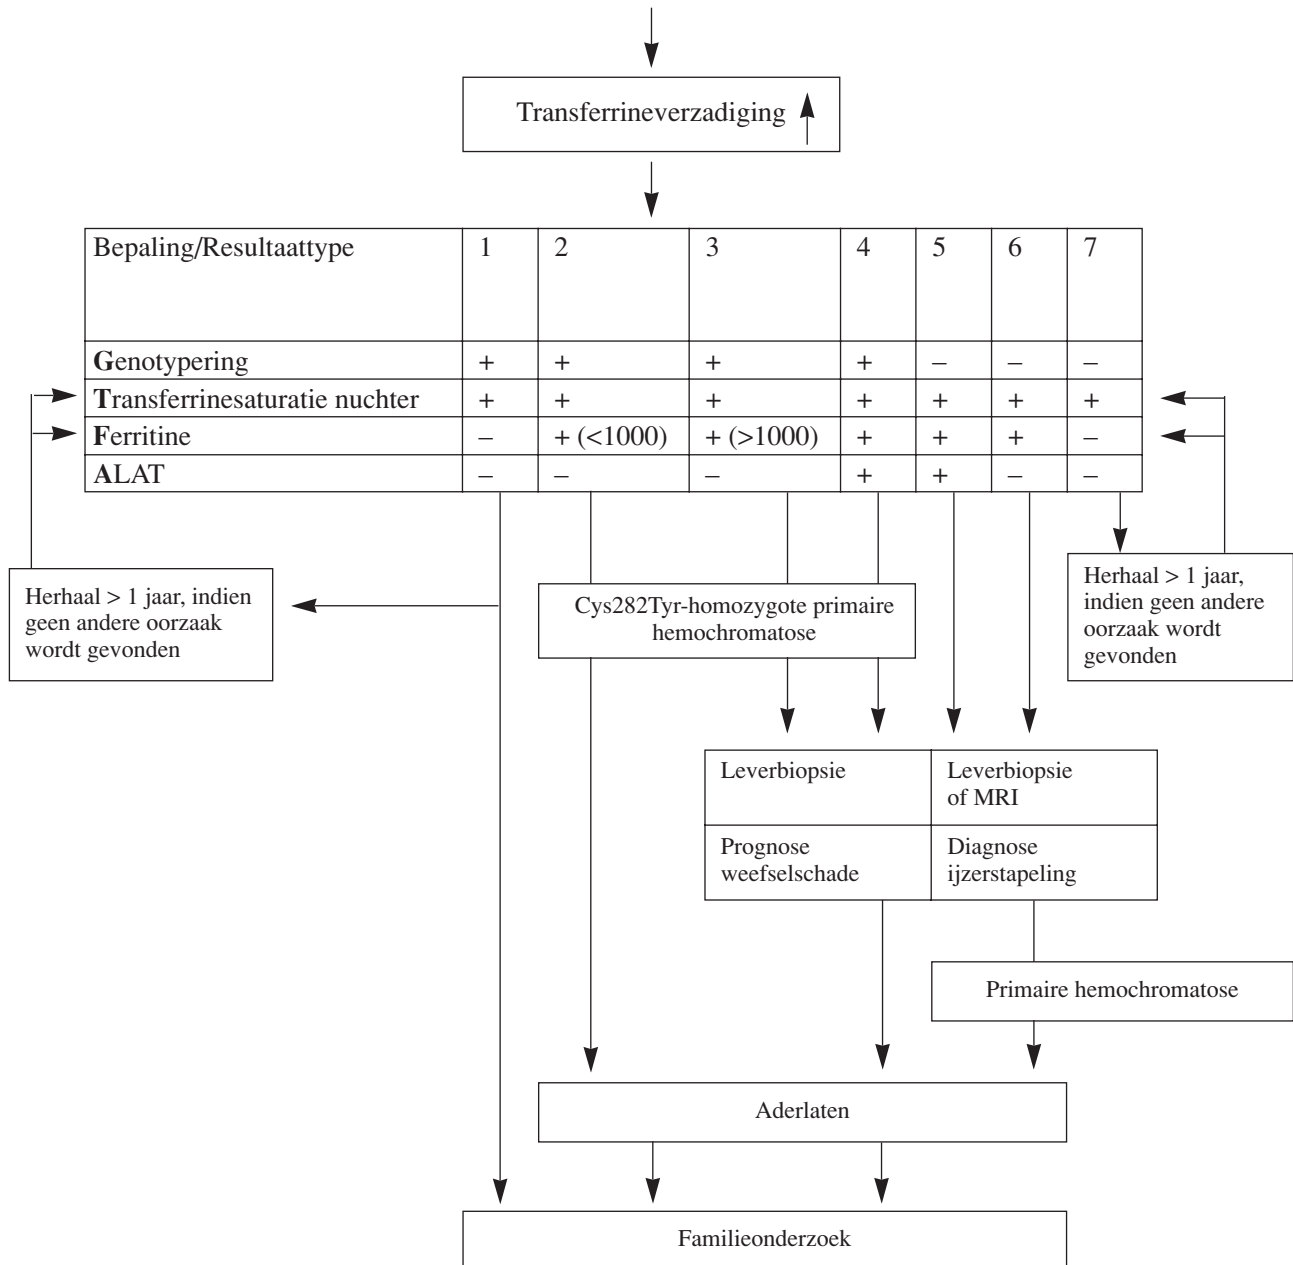 Transferrineverzadiging
Bepaling/Resultaattype 1 2 3 4 5 6 7
Genotypering + + + + – – –
Transferrinesaturatie nuchter + + + + + + +
Ferritine – + (<1000) + (>1000) + + + –
ALAT – – – + + – –
Herhaal > 1 jaar, indien
geen andere oorzaak
wordt gevonden
Cys282Tyr-homozygote primaire
hemochromatose
Herhaal > 1 jaar,
indien geen andere
oorzaak wordt
gevonden
Leverbiopsie
Leverbiopsie
of MRI
Prognose
weefselschade
Diagnose
ijzerstapeling
Primaire hemochromatose
Aderlaten
Familieonderzoek